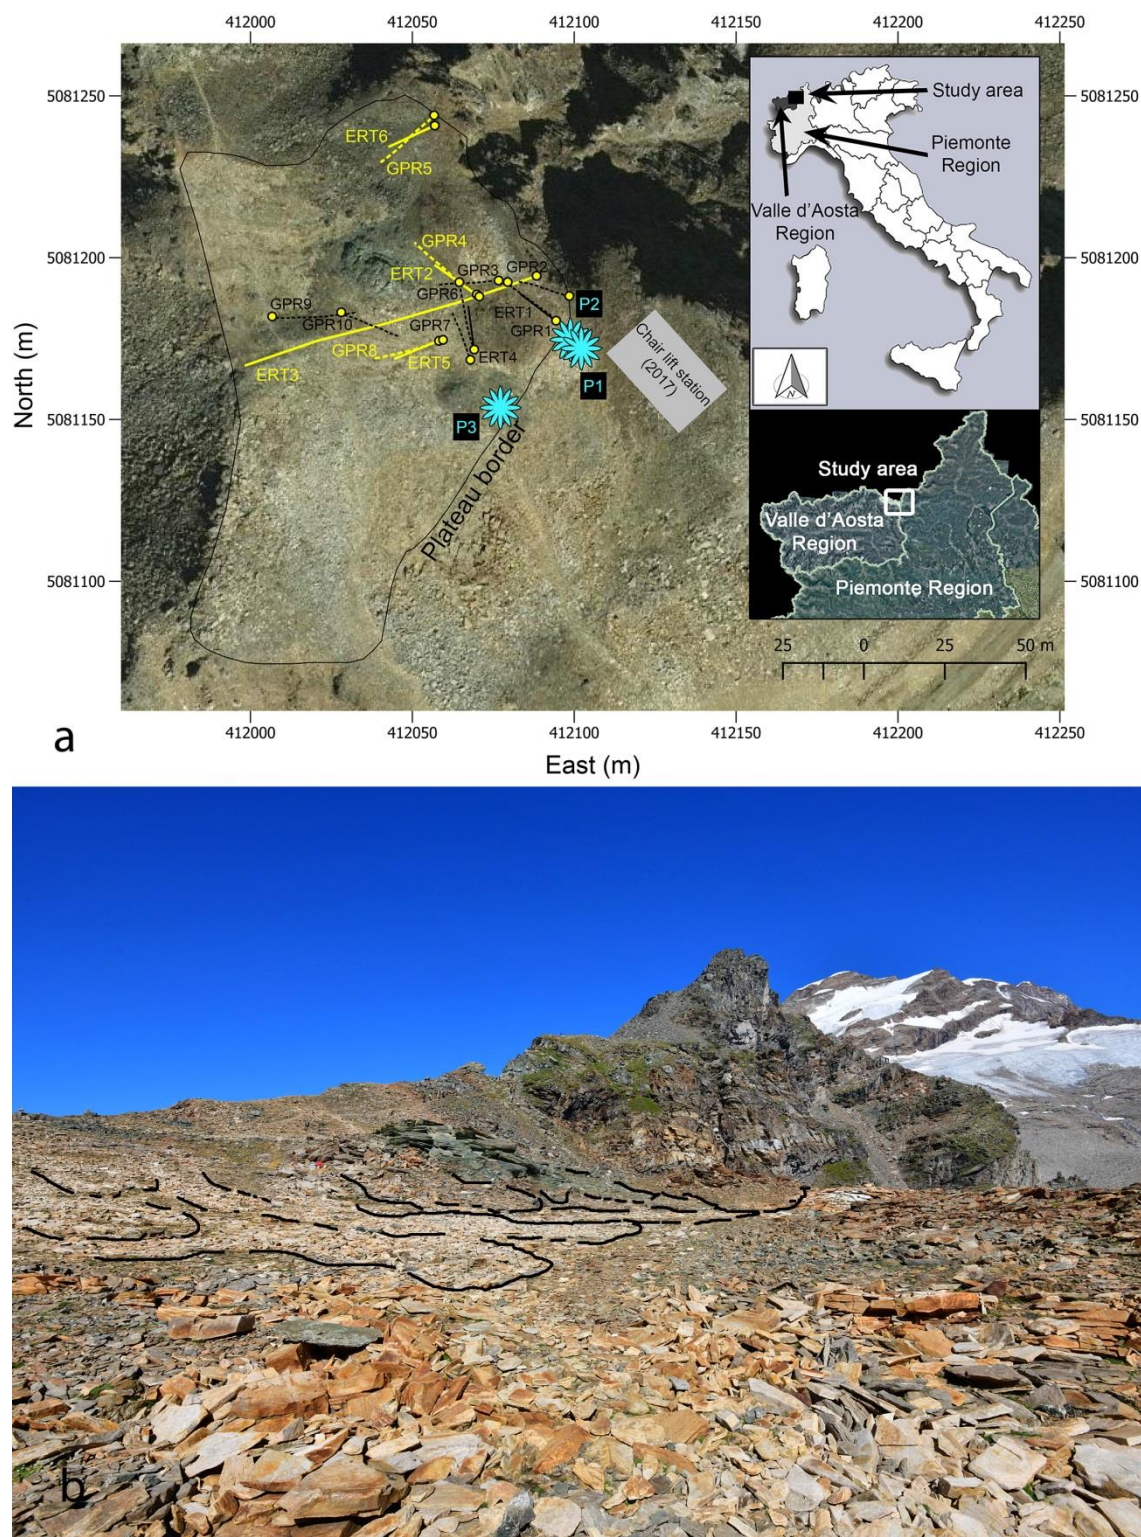 412000 412050 412100 412150 412200 412250
5081250
5081200
5081150
5081100
North (m)
ERT6
GPR5
GPR4
ERT2
GPR3
GPR2
GPR6
ERT1
GPR1
P2
GPR9
GPR10
GPR7
GPR8
ERT5
ERT4
ERT3
P1
P3
Plateau border
Chair lift station
(2017)
Study area
Piemonte
Region
Valle d'Aosta
Region
N
Study area
Valle d'Aosta
Region
Piemonte Region
25 0 25 50 m
5081250
5081200
5081150
5081100
412000 412050 412100 412150 412200 412250
East (m)
a
b